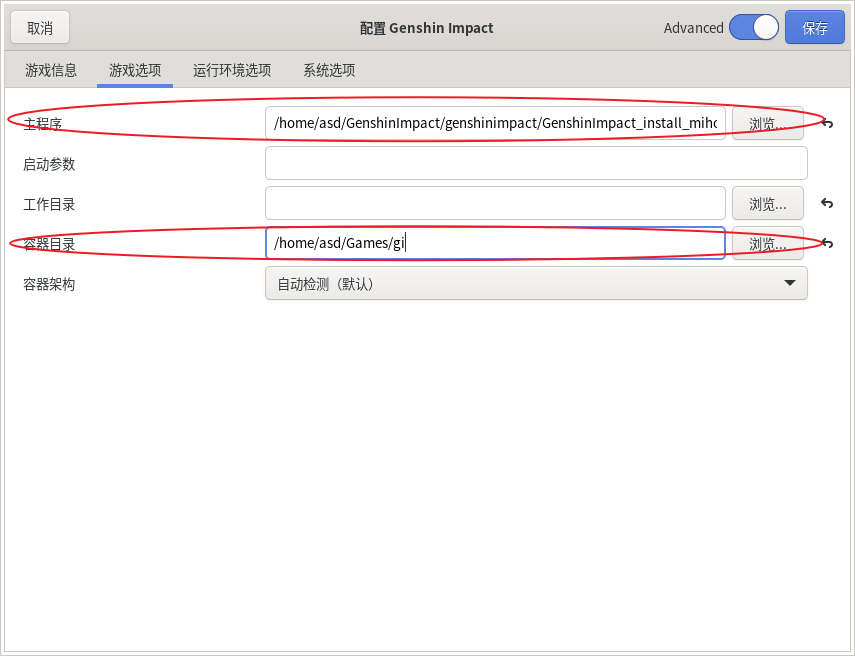 取消 配置 Genshin Impact Advanced 保存
游戏信息 游戏选项 运行环境选项 系统选项
主程序 /home/asd/GenshinImpact/genshinimpact/GenshinImpact_install_miho 浏览...
启动参数
工作目录 浏览...
容器目录 /home/asd/Games/gi 浏览...
容器架构 自动检测（默认）